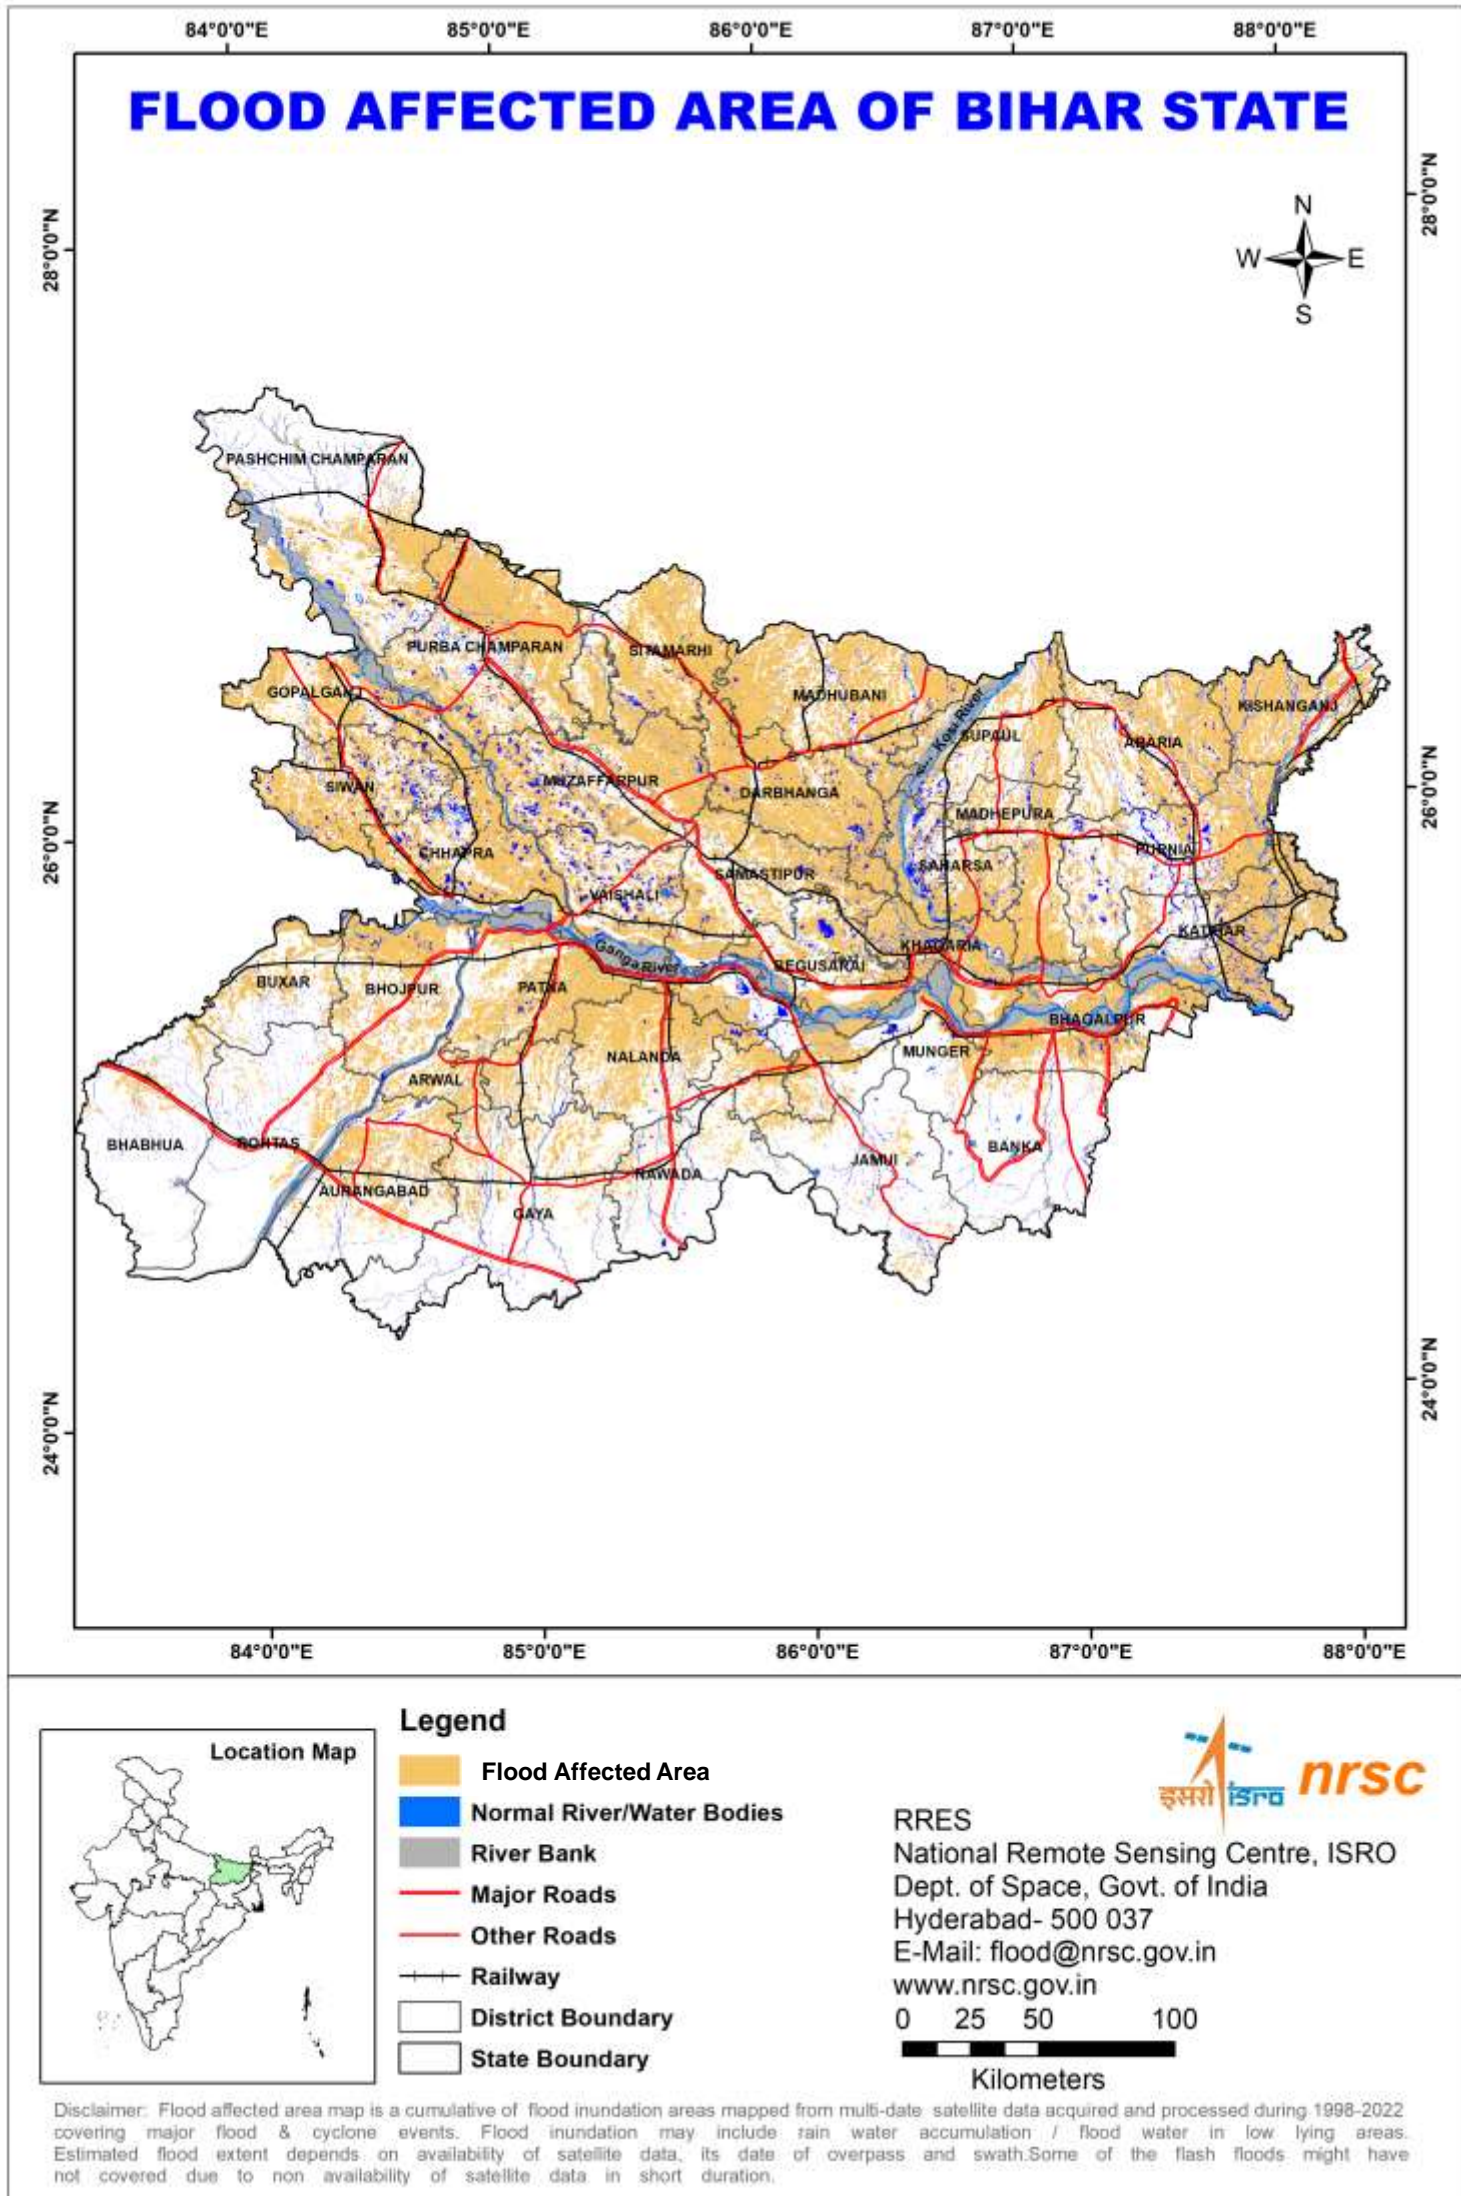 84°0'0"E 85°0'0"E 86°0'0"E 87°0'0"E 88°0'0"E
FLOOD AFFECTED AREA OF BIHAR STATE
28°0'0"N
28°0'0"N
N
W E
S
PASHCHIM CHAMPARAN
PURBA CHAMPARAN
SITAMARHI
GOPALGANJ
MADHUBANI
KISHANGANJ
Kosi River
SUPAUL
ARARIA
26°0'0"N
26°0'0"N
SIWAN
MUZAFFARPUR
DARBHANGA
MADHEPURA
CHHAPRA
PURNIA
SAHARSA
SAMASTIPUR
VAISHALI
KATIHAR
KHAGARIA
Ganga River
BEGUSARAI
BUXAR
BHOJPUR
PATNA
BHAGALPUR
NALANDA
MUNGER
ARWAL
BHABHUA
ROHTAS
BANKA
JAMUI
NAWADA
AURANGABAD
GAYA
24°0'0"N
24°0'0"N
84°0'0"E 85°0'0"E 86°0'0"E 87°0'0"E 88°0'0"E
Location Map
Legend
Flood Affected Area
Normal River/Water Bodies
River Bank
Major Roads
Other Roads
Railway
District Boundary
State Boundary
इसरो isro nrsc
RRES
National Remote Sensing Centre, ISRO
Dept. of Space, Govt. of India
Hyderabad- 500 037
E-Mail: flood@nrsc.gov.in
www.nrsc.gov.in
0 25 50 100
Kilometers
Disclaimer: Flood affected area map is a cumulative of flood inundation areas mapped from multi-date satellite data acquired and processed during 1998-2022
covering major flood & cyclone events. Flood inundation may include rain water accumulation / flood water in low lying areas.
Estimated flood extent depends on availability of satellite data, its date of overpass and swath.Some of the flash floods might have
not covered due to non availability of satellite data in short duration.